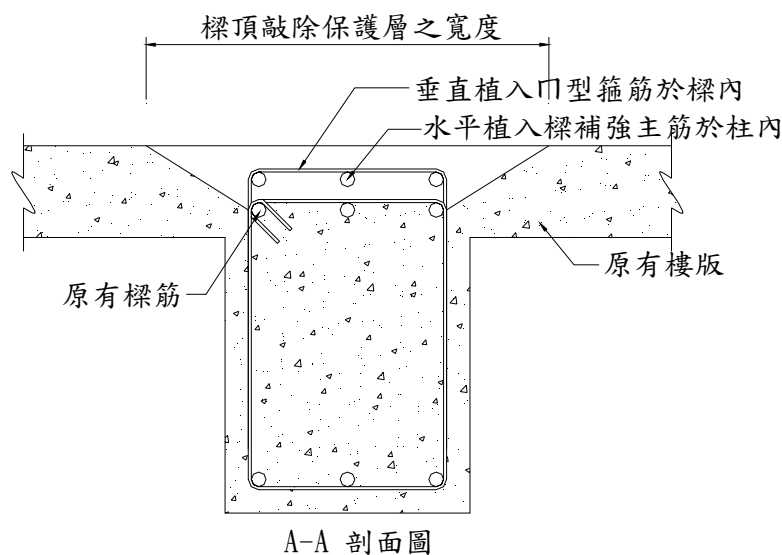 樑頂敲除保護層之寬度
垂直植入冂型箍筋於樑內
水平植入樑補強主筋於柱內
原有樑筋
原有樓版
A-A 剖面圖